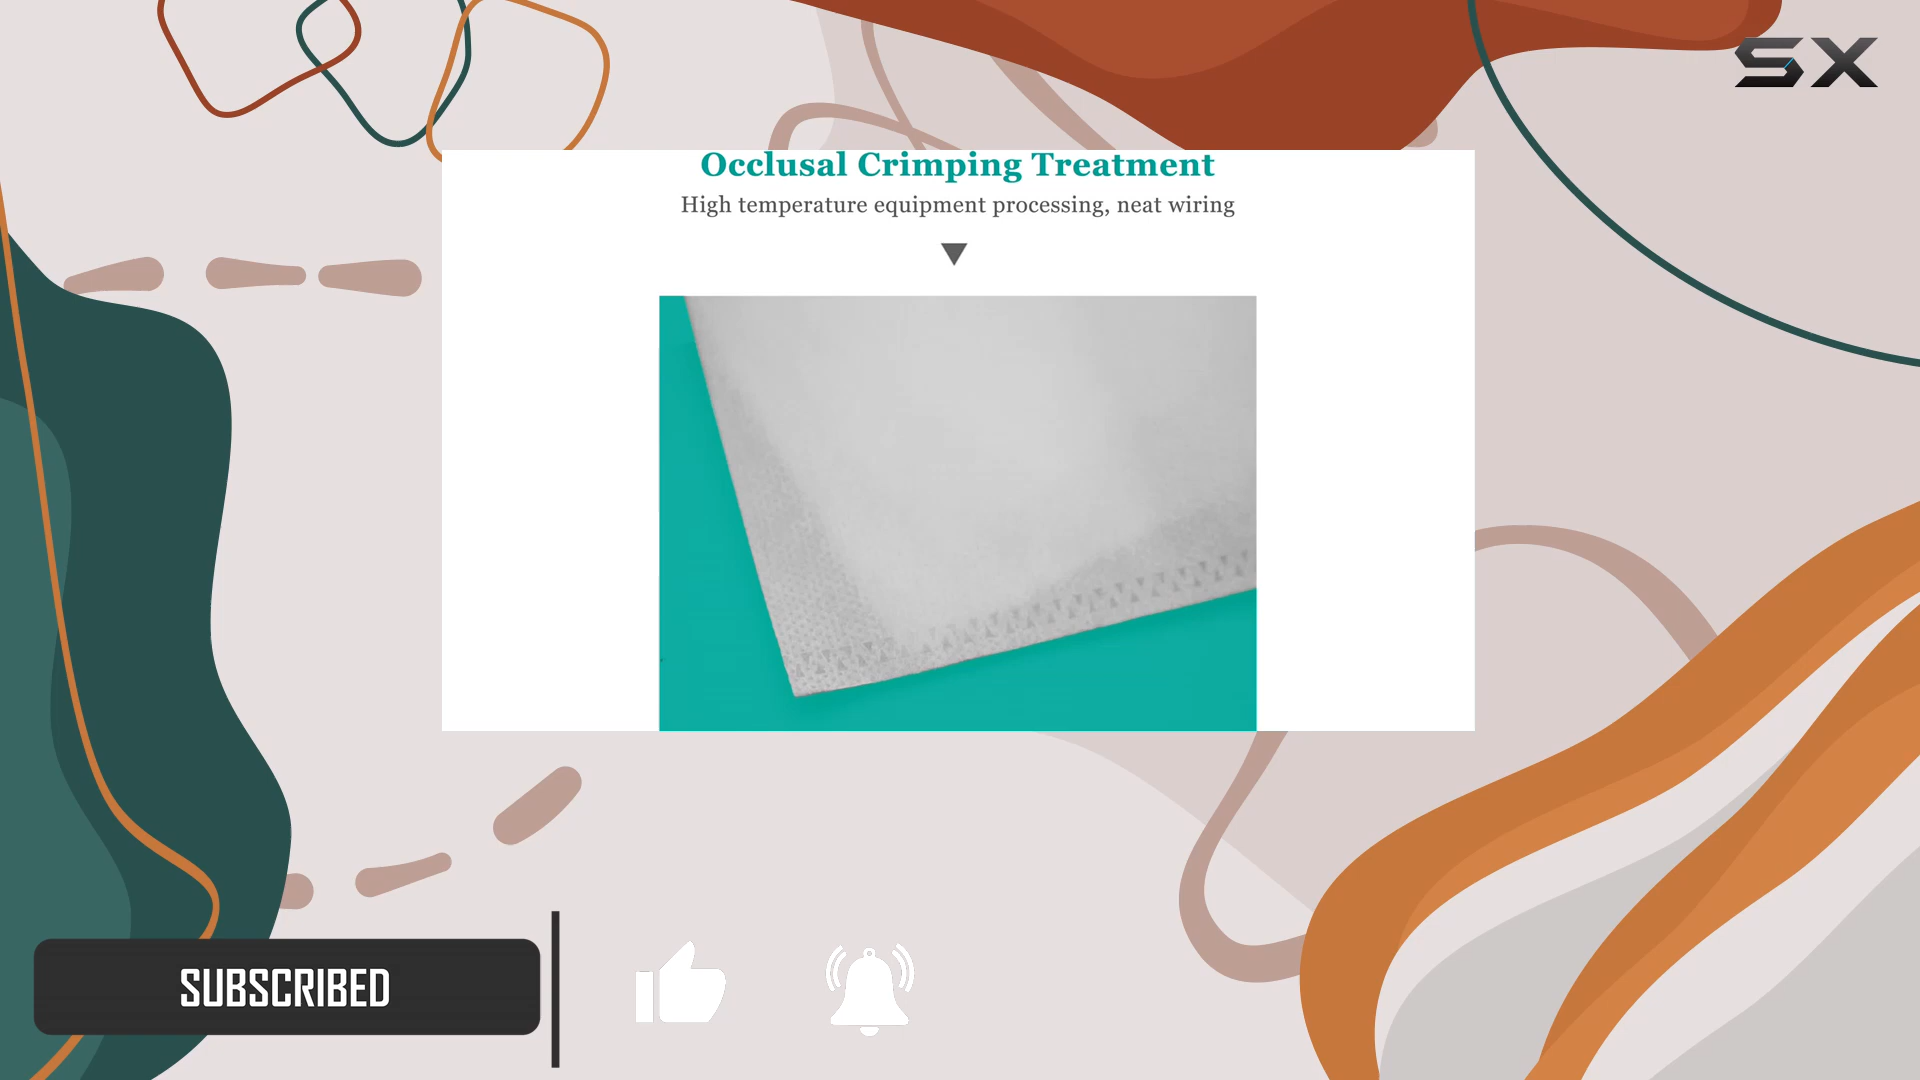 SX
Occlusal Crimping Treatment
High temperature equipment processing, neat wiring
SUBSCRIBED